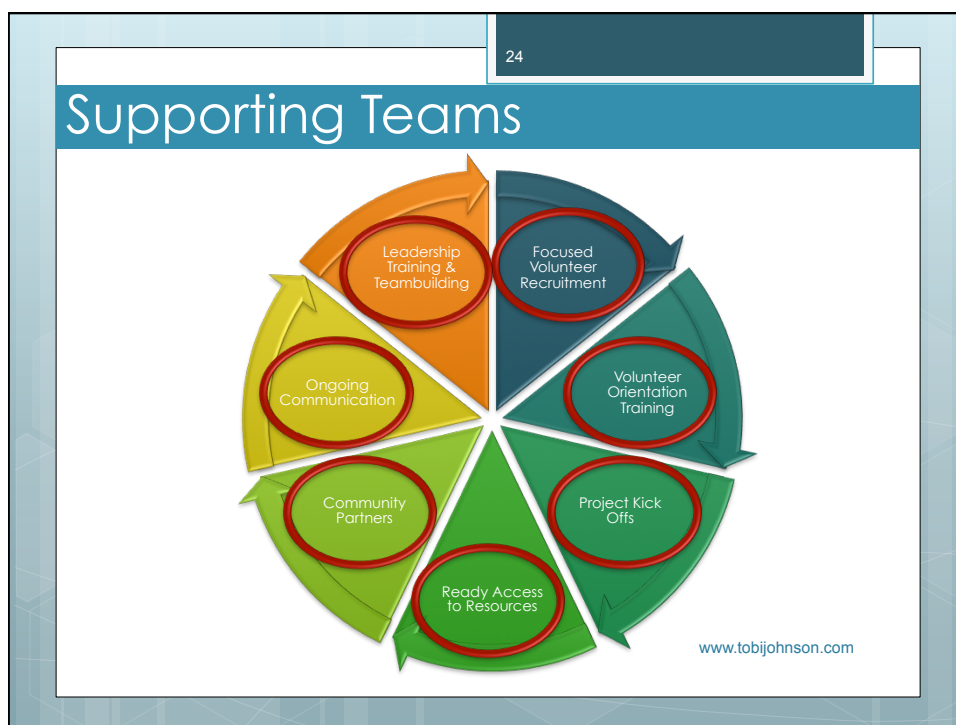 24
Supporting Teams
Leadership
Training &
Teambuilding
Focused
Volunteer
Recruitment
Volunteer
Orientation
Training
Project Kick
Offs
Ready Access
to Resources
Community
Partners
Ongoing
Communication
www.tobijohnson.com